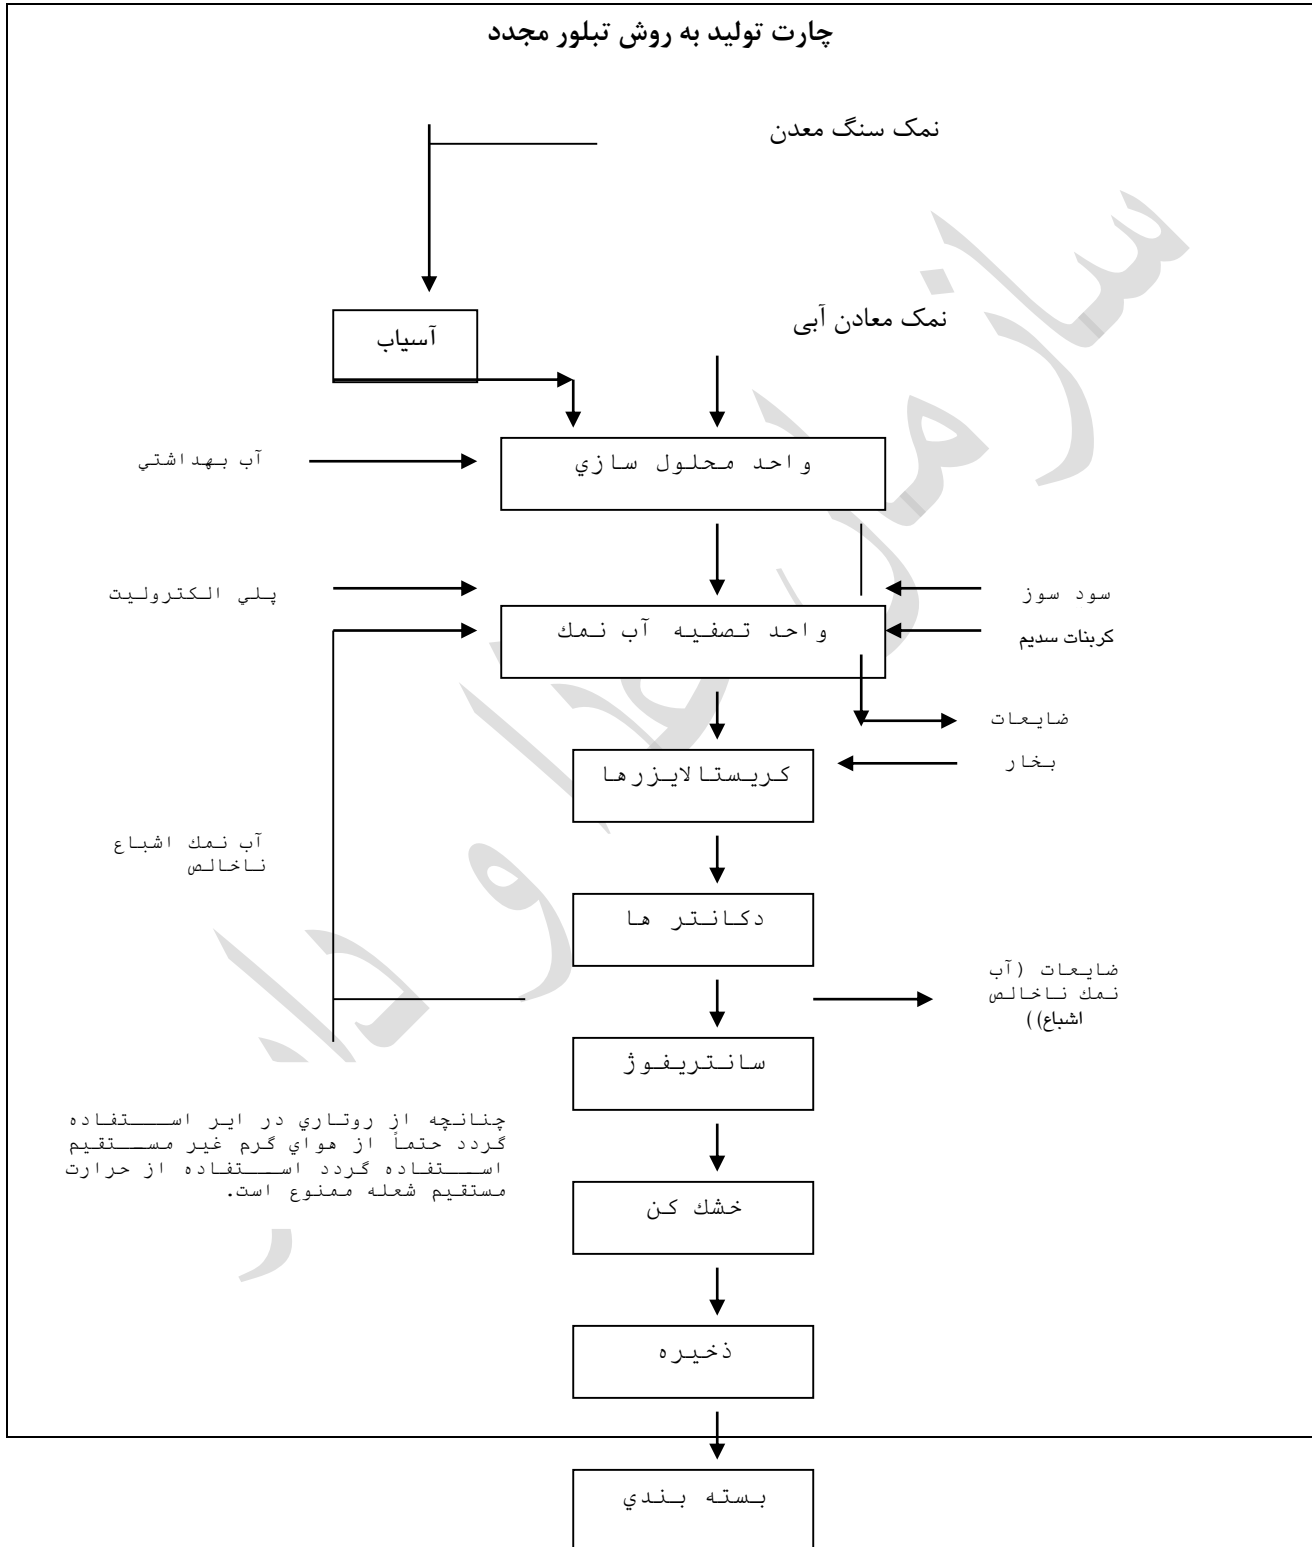 چارت تولید به روش تبلور مجدد
نمک سنگ معدن
نمک معادن آبی
آسیاب
آب بهداشتي
واحد محلول سازي
پلي الكتروليت
سود سوز
واحد تصفيه آب نمك
كربنات سديم
ضايعات
بخار
كريستالايزرها
آب نمك اشباع
ناخالص
دكانتر ها
ضايعات (آب
نمك ناخالص
اشباع))
سانتريفوژ
چنانچه از روتاري در اير استفاده
گردد حتماً از هواي گرم غير مستقيم
استفاده گردد استفاده از حرارت
مستقيم شعله ممنوع است.
خشك كن
ذخيره
بسته بندي
سازمان غذا و دارو